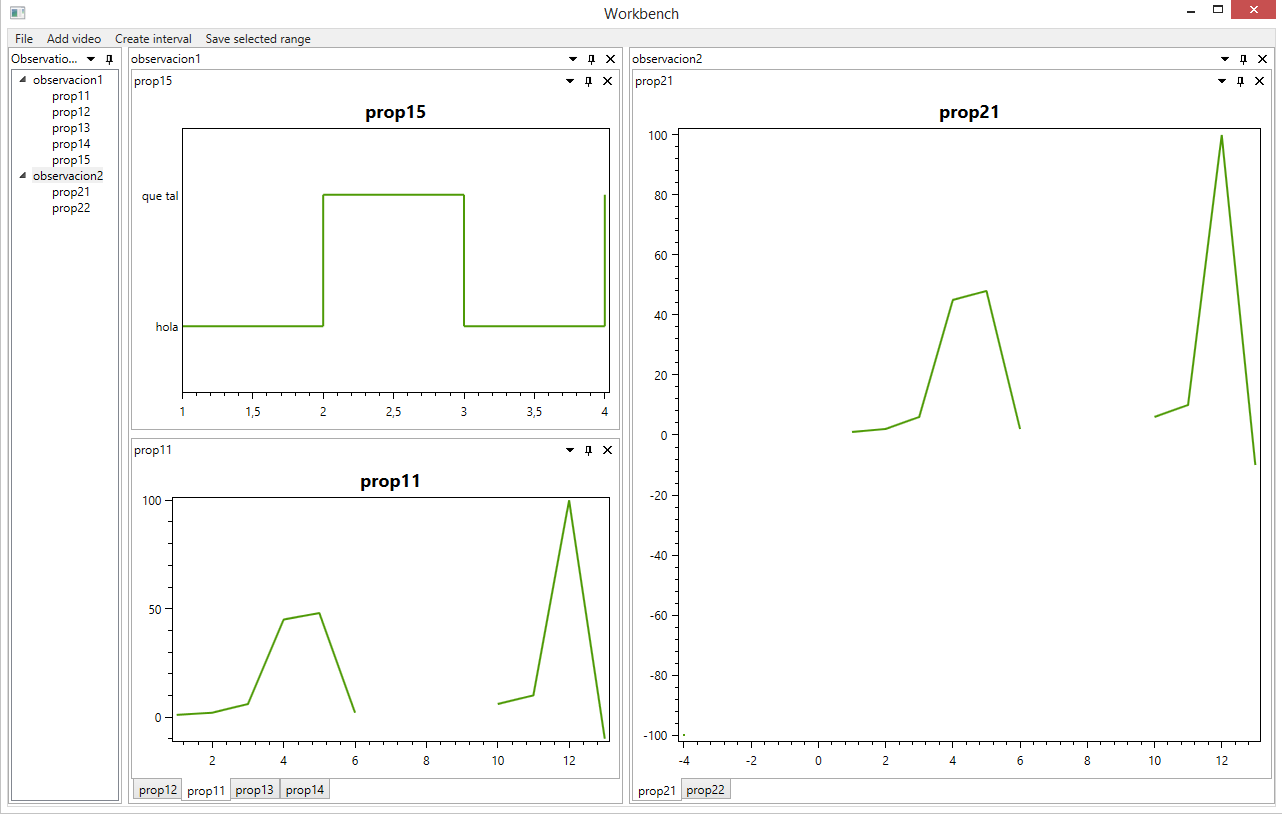 Workbench
File Add video Create interval Save selected range
Observatio...
observacion1
prop11
prop12
prop13
prop14
prop15
observacion2
prop21
prop22
observacion1
prop15
prop15
que tal
hola
1 1,5 2 2,5 3 3,5 4
prop11
prop11
100
50
0
2 4 6 8 10 12
prop12 prop11 prop13 prop14
observacion2
prop21
prop21
100
80
60
40
20
0
-20
-40
-60
-80
-100
-4 -2 0 2 4 6 8 10 12
prop21 prop22